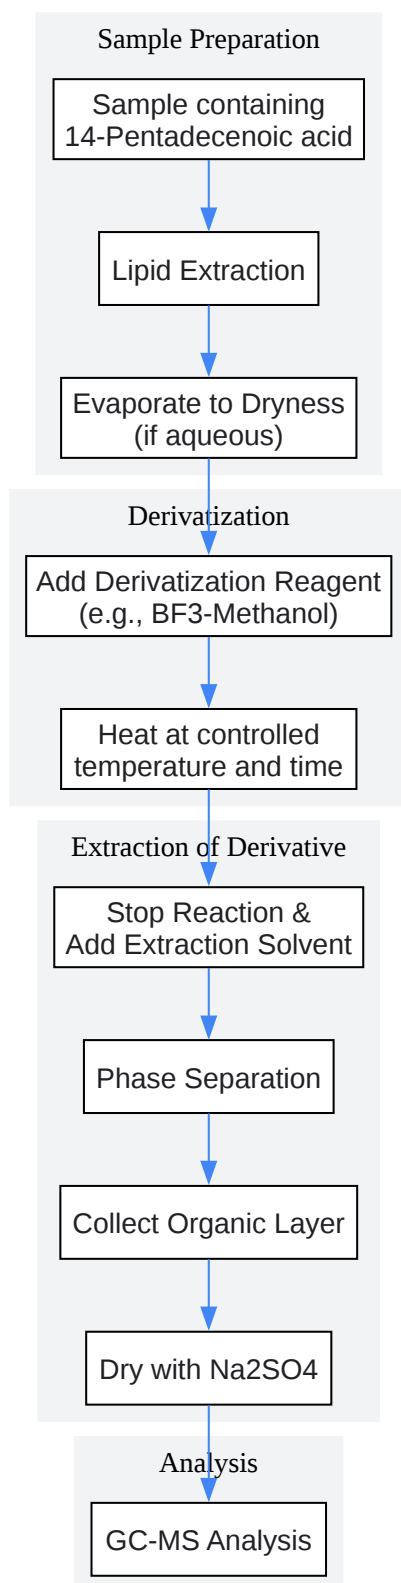 Sample Preparation
Sample containing
14-Pentadecenoic acid
Lipid Extraction
Evaporate to Dryness
(if aqueous)
Derivatization
Add Derivatization Reagent
(e.g., BF3-Methanol)
Heat at controlled
temperature and time
Extraction of Derivative
Stop Reaction &
Add Extraction Solvent
Phase Separation
Collect Organic Layer
Dry with Na2SO4
Analysis
GC-MS Analysis